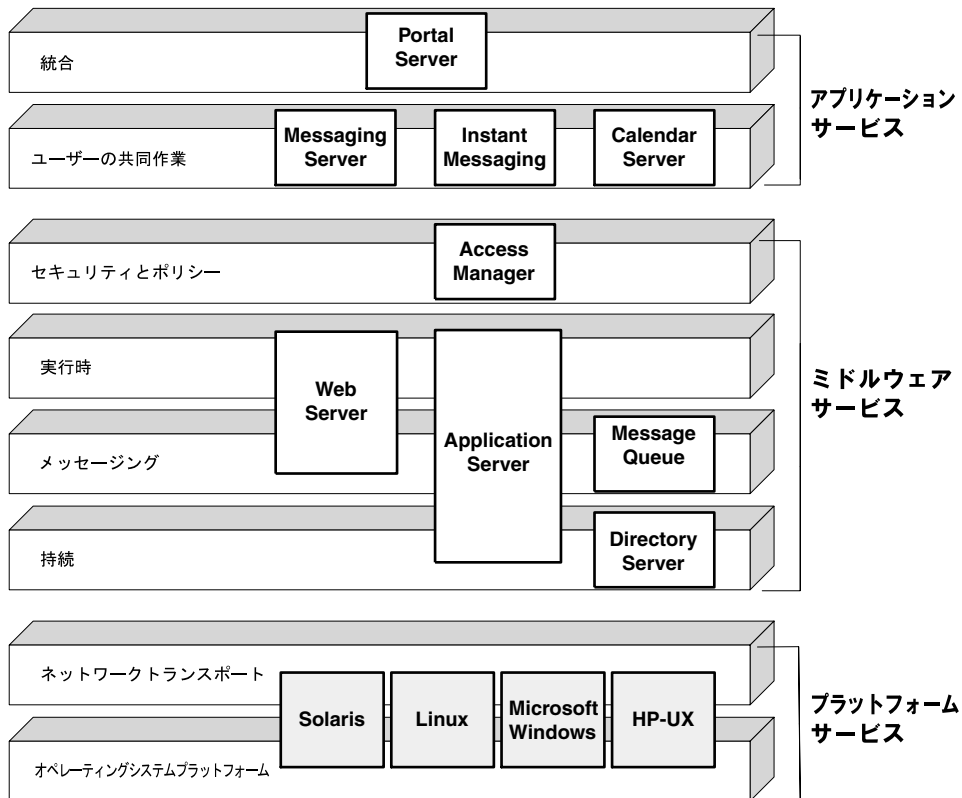 統合
Portal
Server
アプリケーション
サービス
ユーザーの共同作業
Messaging
Server
Instant
Messaging
Calendar
Server
セキュリティとポリシー
Access
Manager
実行時
Web
Server
ミドルウェア
サービス
メッセージング
Application
Server
Message
Queue
持続
Directory
Server
ネットワークトランスポート
Solaris
Linux
Microsoft
Windows
HP-UX
プラットフォーム
サービス
オペレーティングシステムプラットフォーム